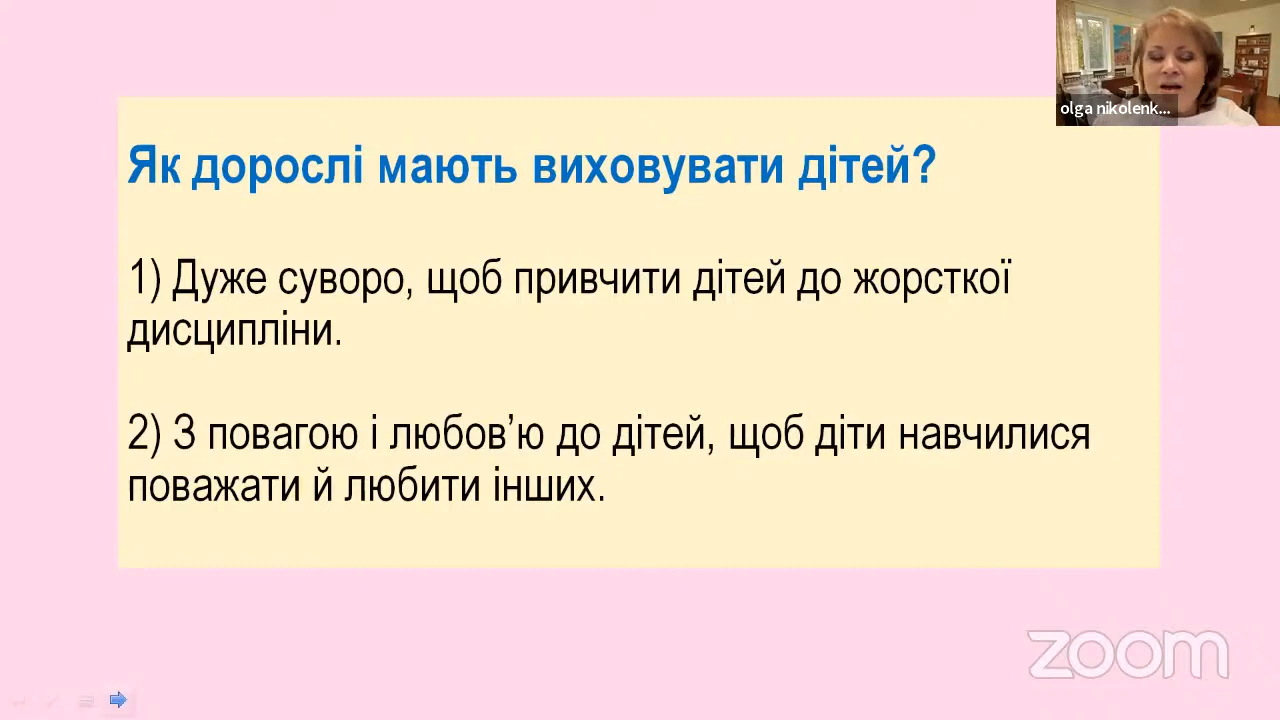 olga nikolenk...
Як дорослі мають виховувати дітей?
1) Дуже суворо, щоб привчити дітей до жорсткої
дисципліни.
2) З повагою і любов’ю до дітей, щоб діти навчилися
поважати й любити інших.
zoom